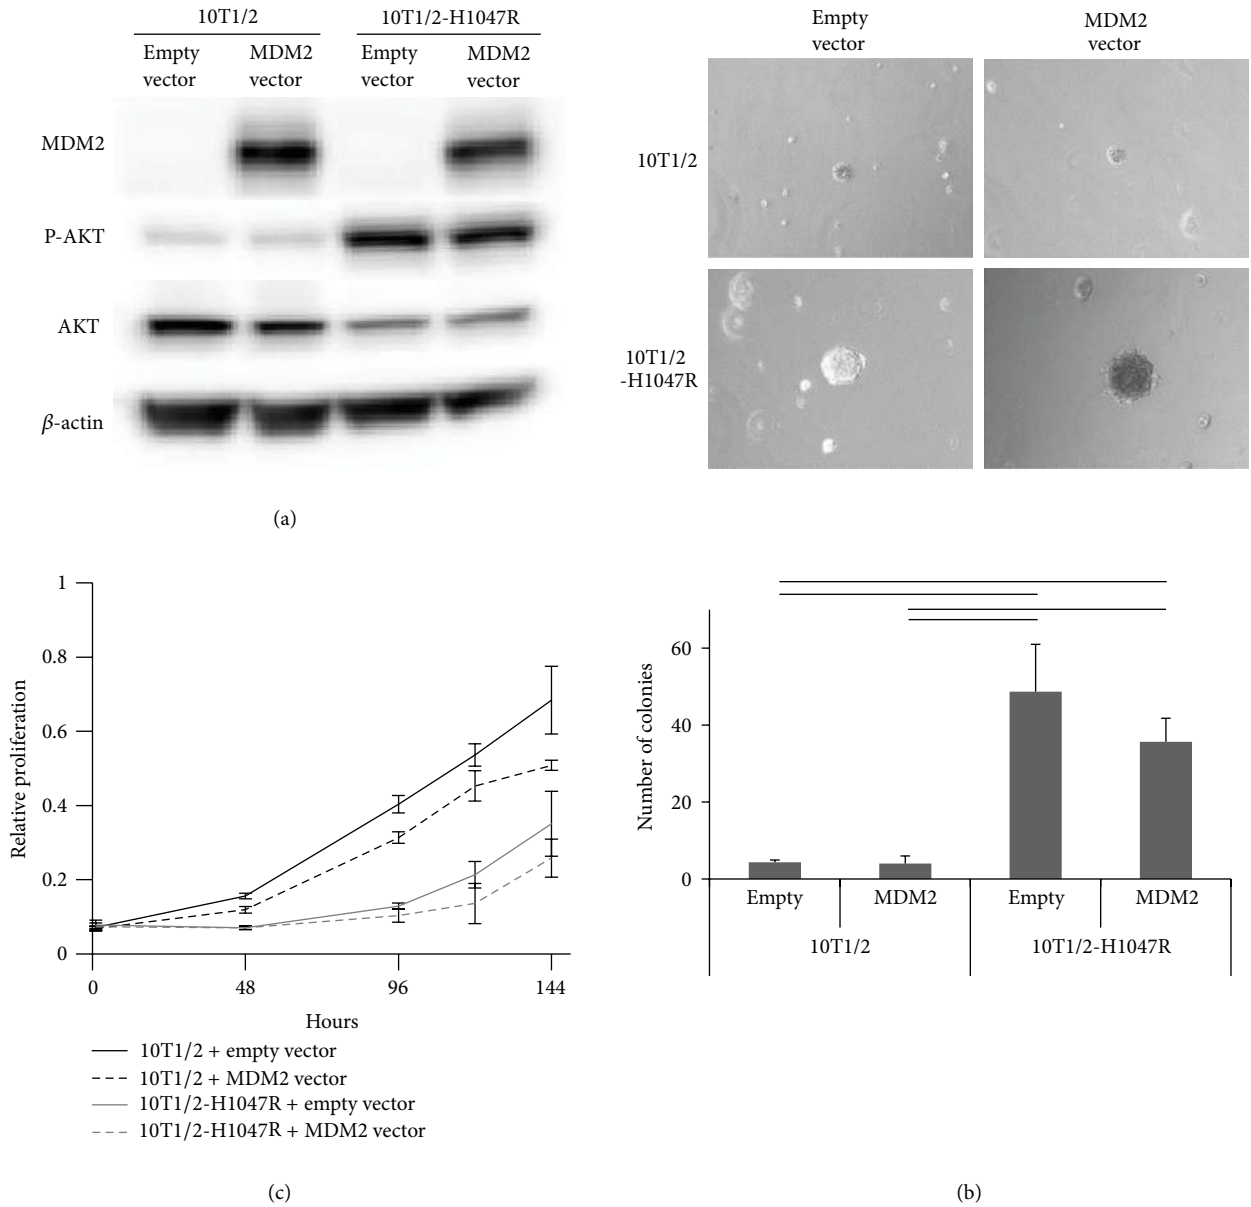 10T1/2
10T1/2-H1047R
Empty vector
MDM2 vector
Empty vector
MDM2 vector
MDM2
P-AKT
AKT
β-actin
(a)
Empty vector
MDM2 vector
10T1/2
10T1/2 -H1047R
1
0.8
0.6
0.4
0.2
0
Relative proliferation
0 48 96 144
Hours
10T1/2 + empty vector
10T1/2 + MDM2 vector
10T1/2-H1047R + empty vector
10T1/2-H1047R + MDM2 vector
(c)
60
40
20
0
Number of colonies
Empty MDM2 Empty MDM2
10T1/2 10T1/2-H1047R
(b)